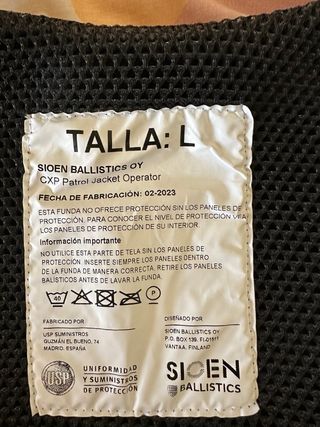 TALLA: L
SIOEN BALLISTICS OY
CXP Patrol Jacket Operator
FECHA DE FABRICACIÓN: 02-2023
ESTA FUNDA NO OFRECE PROTECCIÓN SIN LOS PANELES DE
PROTECCIÓN. PARA CONOCER EL NIVEL DE PROTECCIÓN VEA
LOS PANELES DE PROTECCIÓN DE SU INTERIOR.
Información importante
NO UTILICE ESTA PARTE DE TELA SIN LOS PANELES DE
PROTECCIÓN. INSERTE SIEMPRE LOS PANELES DENTRO
DE LA FUNDA DE MANERA CORRECTA. RETIRE LOS PANELES
BALÍSTICOS ANTES DE LAVAR LA FUNDA.
40 P
FABRICADO POR:
USP SUMINISTROS
GUZMÁN EL BUENO, 74
MADRID, ESPAÑA
DISEÑADO POR:
SIOEN BALLISTICS OY
P.O. BOX 139,
VANTAA, FINLAND
USP
UNIFORMIDAD
Y SUMINISTROS
DE PROTECCIÓN
SIOEN
BALLISTICS